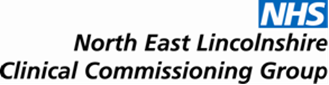 NHS
North East Lincolnshire
Clinical Commissioning Group